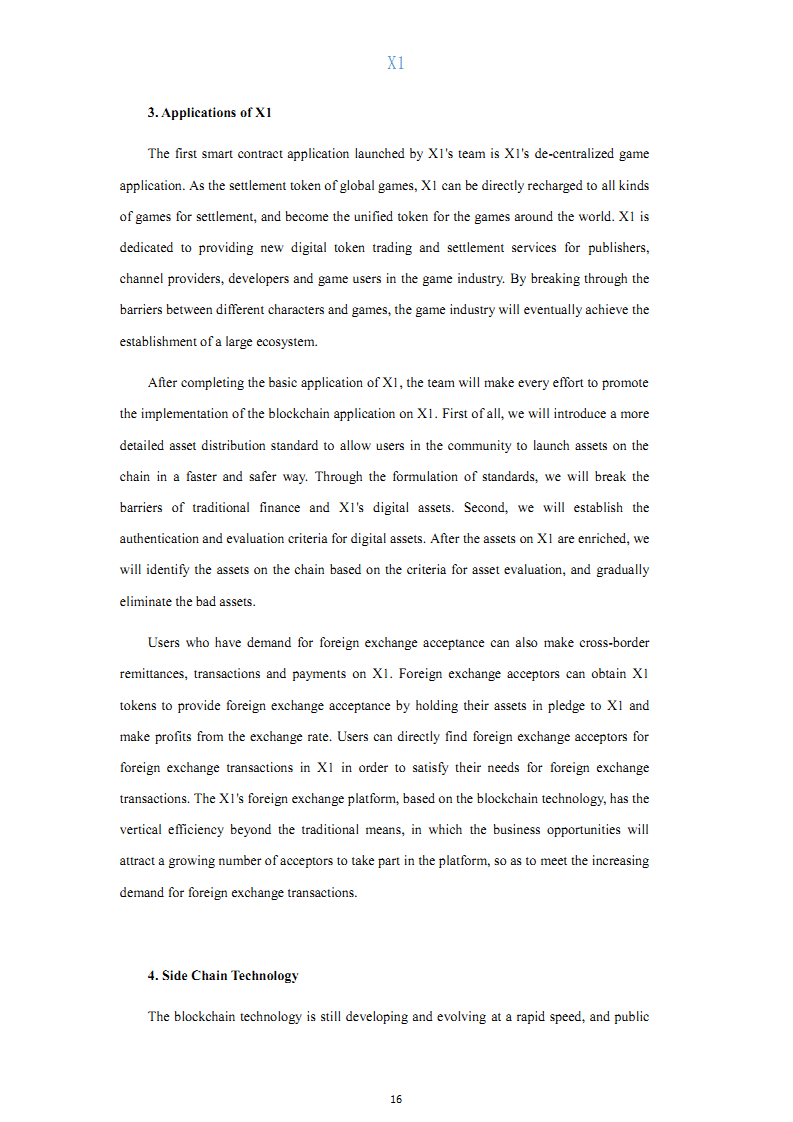 X1
3. Applications of X1
The first smart contract application launched by X1's team is X1's de-centralized game
application. As the settlement token of global games, X1 can be directly recharged to all kinds
of games for settlement, and become the unified token for the games around the world. X1 is
dedicated to providing new digital token trading and settlement services for publishers,
channel providers, developers and game users in the game industry. By breaking through the
barriers between different characters and games, the game industry will eventually achieve the
establishment of a large ecosystem.
After completing the basic application of X1, the team will make every effort to promote
the implementation of the blockchain application on X1. First of all, we will introduce a more
detailed asset distribution standard to allow users in the community to launch assets on the
chain in a faster and safer way. Through the formulation of standards, we will break the
barriers of traditional finance and X1's digital assets. Second, we will establish the
authentication and evaluation criteria for digital assets. After the assets on X1 are enriched, we
will identify the assets on the chain based on the criteria for asset evaluation, and gradually
eliminate the bad assets.
Users who have demand for foreign exchange acceptance can also make cross-border
remittances, transactions and payments on X1. Foreign exchange acceptors can obtain X1
tokens to provide foreign exchange acceptance by holding their assets in pledge to X1 and
make profits from the exchange rate. Users can directly find foreign exchange acceptors for
foreign exchange transactions in X1 in order to satisfy their needs for foreign exchange
transactions. The X1's foreign exchange platform, based on the blockchain technology, has the
vertical efficiency beyond the traditional means, in which the business opportunities will
attract a growing number of acceptors to take part in the platform, so as to meet the increasing
demand for foreign exchange transactions.
4. Side Chain Technology
The blockchain technology is still developing and evolving at a rapid speed, and public
16